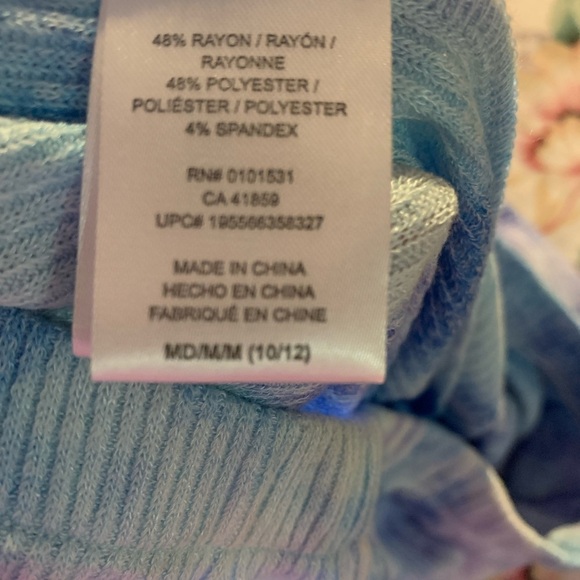 48% RAYON / RAYÓN /
RAYONNE
48% POLYESTER /
POLIÉSTER / POLYESTER
4% SPANDEX
RN# 0101531
CA 41859
UPC# 195566358327
MADE IN CHINA
HECHO EN CHINA
FABRIQUÉ EN CHINE
MD/M/M (10/12)